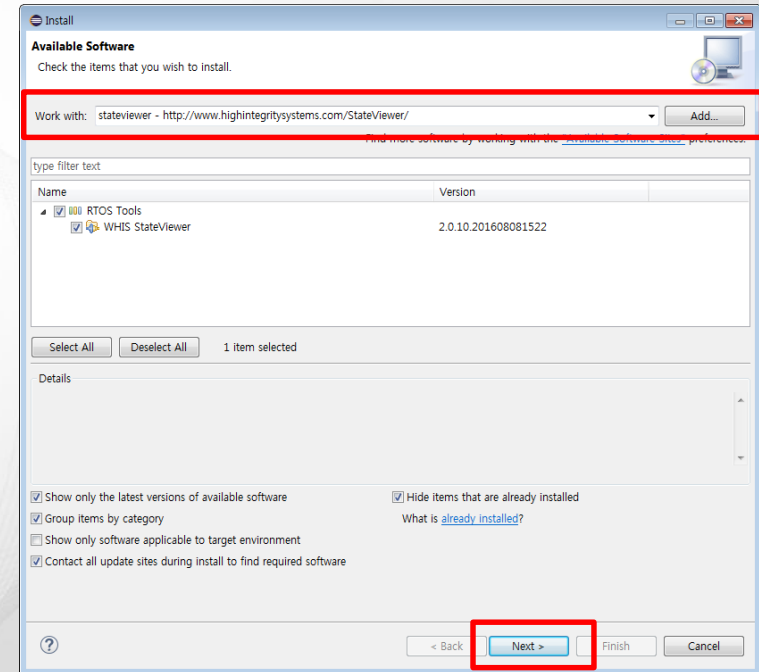 Install
Available Software
Check the items that you wish to install.
Work with: stateviewer - http://www.highintegritysystems.com/StateViewer/ Add...
Find more software by working with the "Available Software Sites" preferences.
type filter text
Name Version
RTOS Tools
WHIS StateViewer 2.0.10.201608081522
Select All Deselect All 1 item selected
Details
Show only the latest versions of available software Hide items that are already installed
Group items by category What is already installed?
Show only software applicable to target environment
Contact all update sites during install to find required software
? < Back Next > Finish Cancel